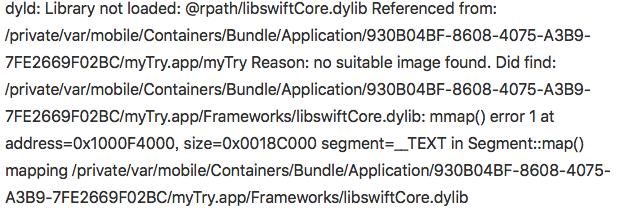 dyld: Library not loaded: @rpath/libswiftCore.dylib Referenced from:
/private/var/mobile/Containers/Bundle/Application/930B04BF-8608-4075-A3B9-
7FE2669F02BC/myTry.app/myTry Reason: no suitable image found. Did find:
/private/var/mobile/Containers/Bundle/Application/930B04BF-8608-4075-A3B9-
7FE2669F02BC/myTry.app/Frameworks/libswiftCore.dylib: mmap() error 1 at
address=0x1000F4000, size=0x0018C000 segment=__TEXT in Segment::map()
mapping /private/var/mobile/Containers/Bundle/Application/930B04BF-8608-4075-
A3B9-7FE2669F02BC/myTry.app/Frameworks/libswiftCore.dylib